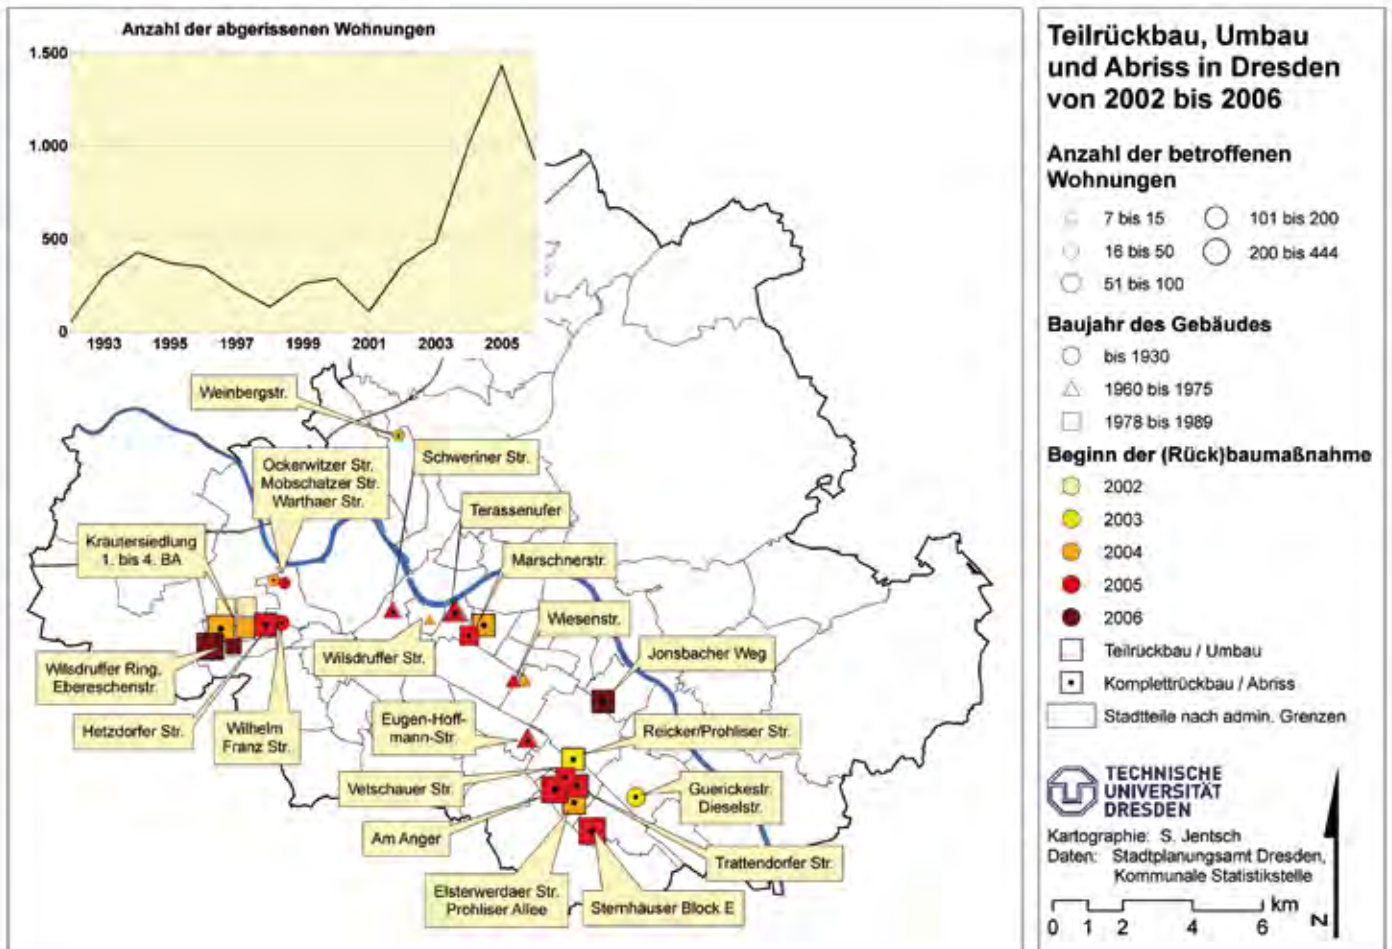 Anzahl der abgerissenen Wohnungen
1.500
1.000
500
0
1993 1995 1997 1999 2001 2003 2005
Weinbergstr.
Schweriner Str.
Ockerwitzer Str.
Mobschatzer Str.
Warthaer Str.
Terassenufer
Kräutersiedlung
1. bis 4. BA
Marschnerstr.
Wiesenstr.
Wilsdruffer Str.
Jonsbacher Weg
Wilsdruffer Ring,
Ebereschenstr.
Hetzdorfer Str.
Wilhelm
Franz Str.
Eugen-Hoff-
mann-Str.
Reicker/Prohliser Str.
Vetschauer Str.
Guerickestr.
Dieselstr.
Am Anger
Trattendorfer Str.
Elsterwerdaer Str.
Prohliser Allee
Sternhäuser Block E
Teilrückbau, Umbau
und Abriss in Dresden
von 2002 bis 2006
Anzahl der betroffenen
Wohnungen
7 bis 15
101 bis 200
16 bis 50
200 bis 444
51 bis 100
Baujahr des Gebäudes
bis 1930
1960 bis 1975
1978 bis 1989
Beginn der (Rück)baumaßnahme
2002
2003
2004
2005
2006
Teilrückbau / Umbau
Komplettrückbau / Abriss
Stadtteile nach admin. Grenzen
TECHNISCHE
UNIVERSITÄT
DRESDEN
Kartographie: S. Jentsch
Daten: Stadtplanungsamt Dresden,
Kommunale Statistikstelle
km
0 1 2 6
N